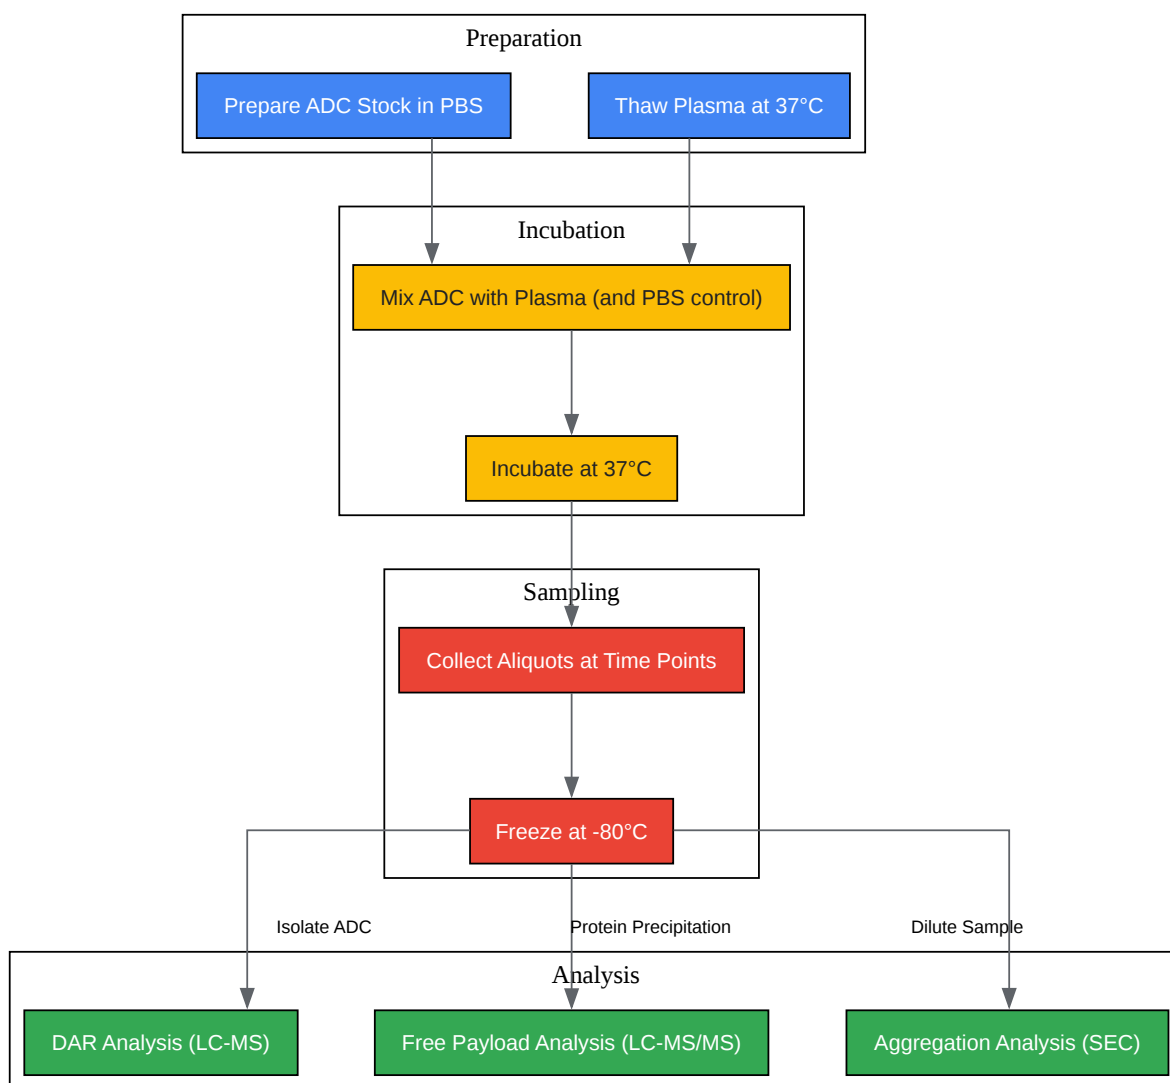 Preparation
Prepare ADC Stock in PBS
Thaw Plasma at 37°C
Incubation
Mix ADC with Plasma (and PBS control)
Incubate at 37°C
Sampling
Collect Aliquots at Time Points
Freeze at -80°C
Isolate ADC
Protein Precipitation
Dilute Sample
Analysis
DAR Analysis (LC-MS)
Free Payload Analysis (LC-MS/MS)
Aggregation Analysis (SEC)